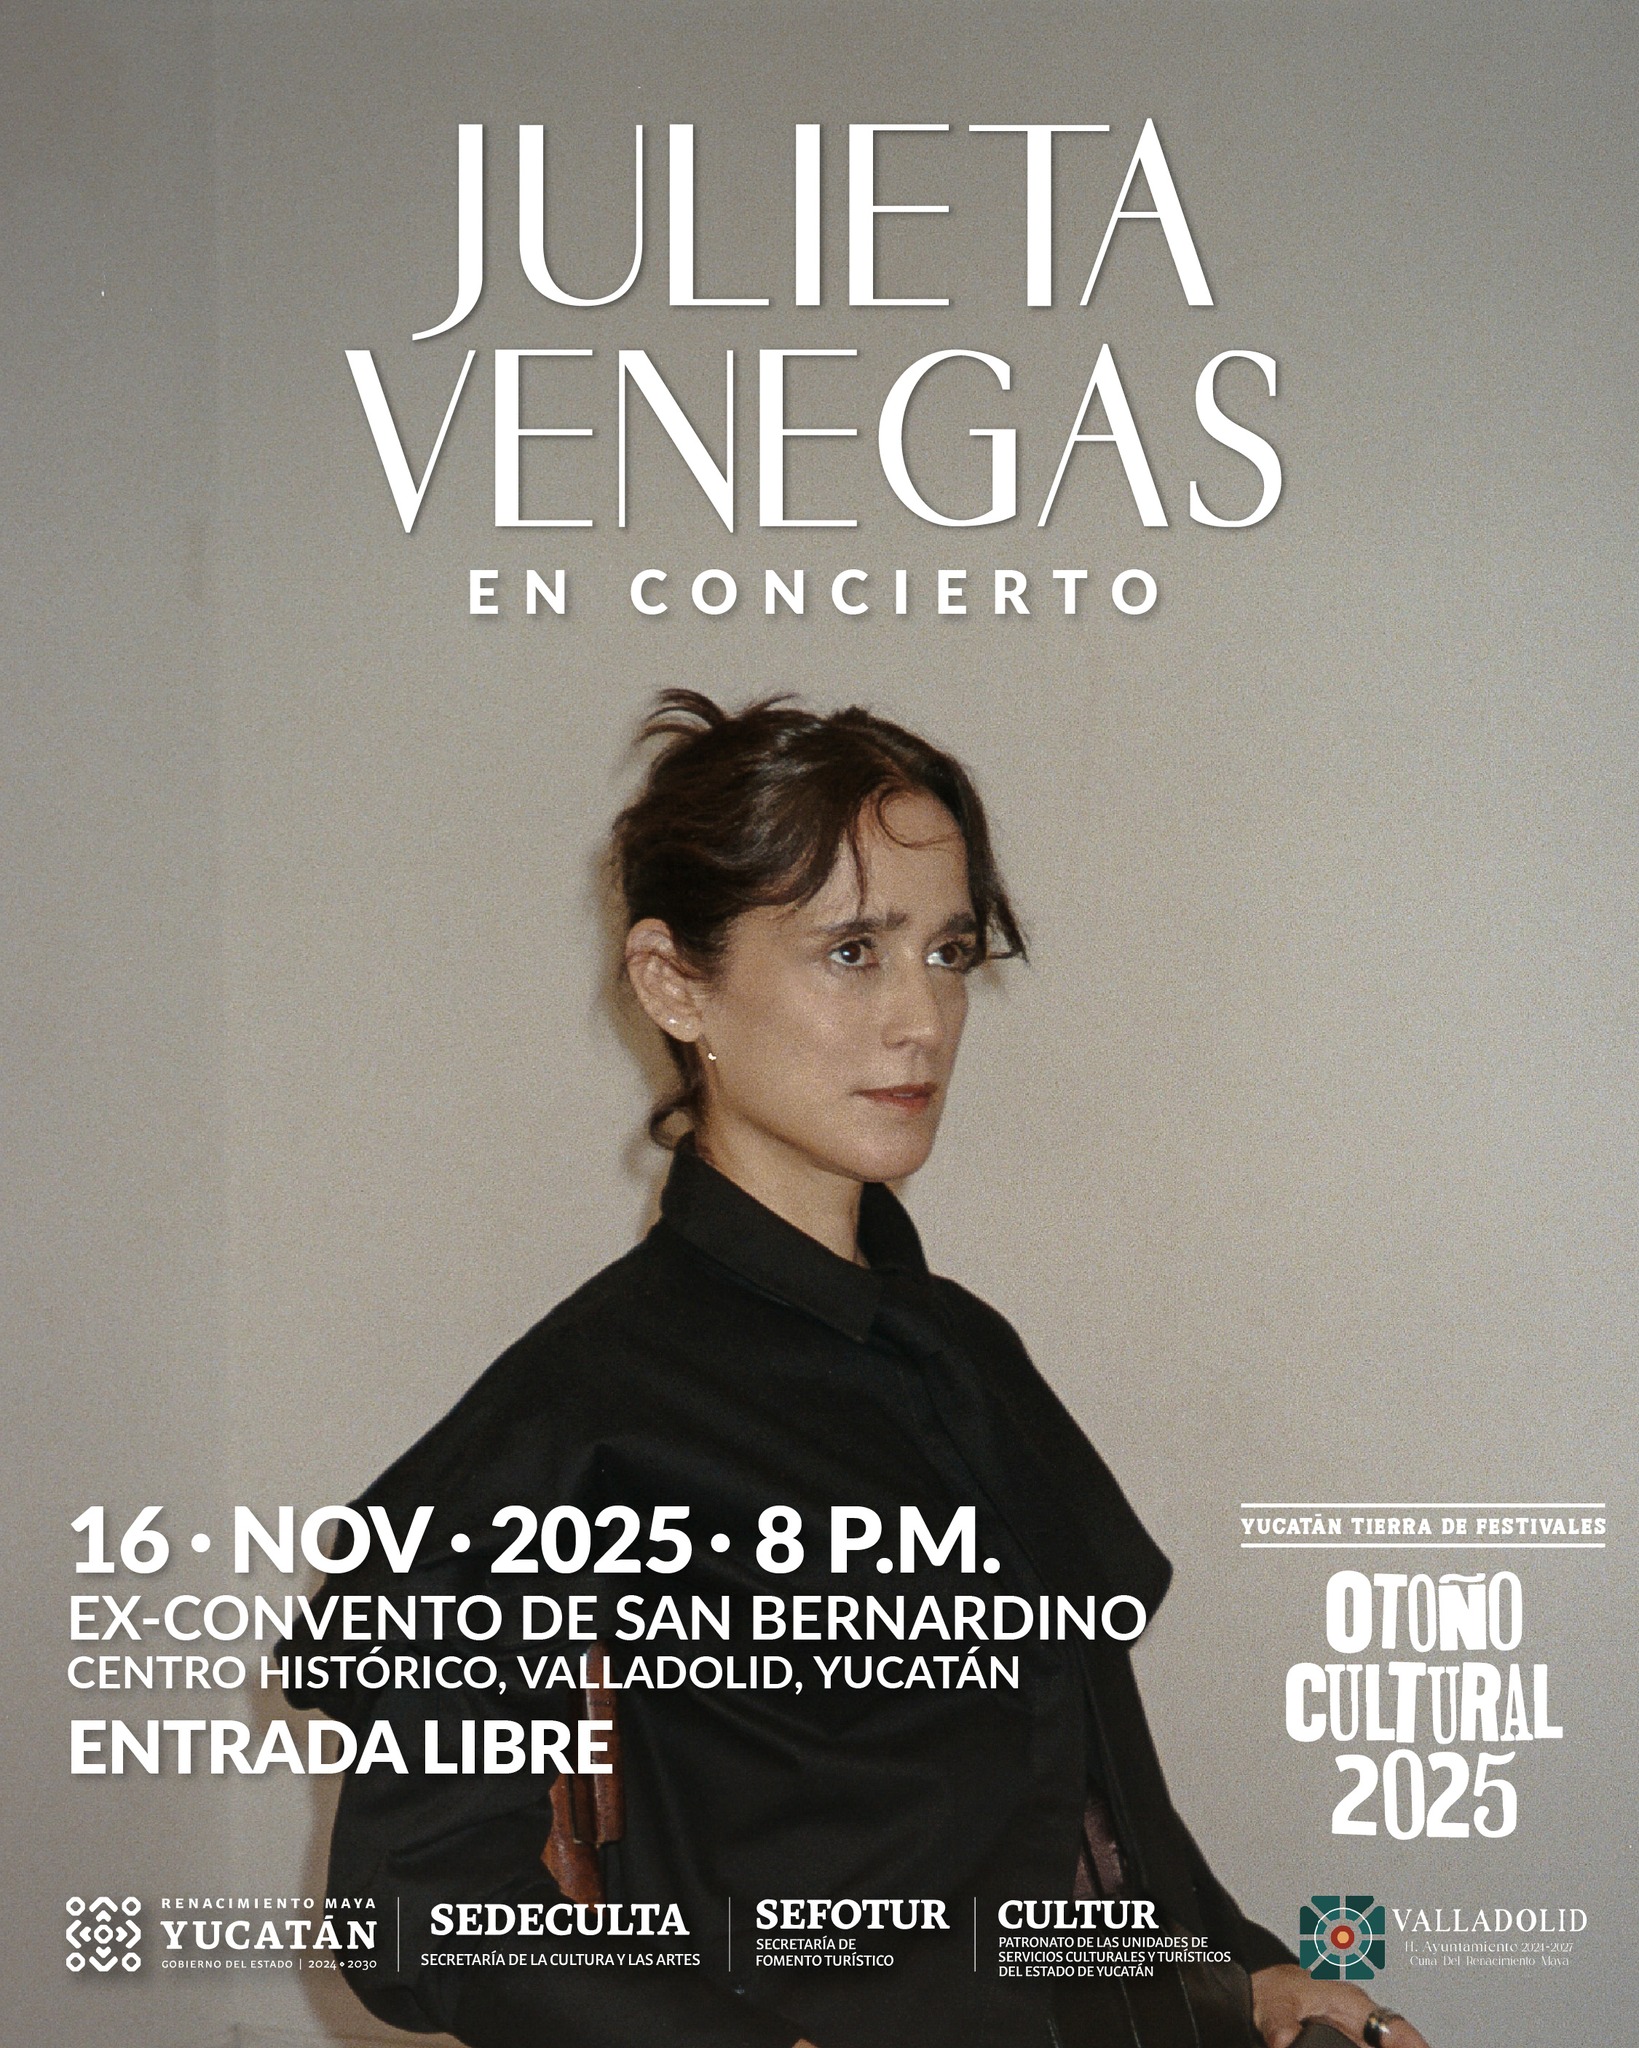 JULIETA
VENEGAS
EN CONCIERTO
16 • NOV • 2025 • 8 P.M.
EX-CONVENTO DE SAN BERNARDINO
CENTRO HISTÓRICO, VALLADOLID, YUCATÁN
ENTRADA LIBRE
YUCATÁN TIERRA DE FESTIVALES
OTOÑO
CULTURAL
2025
RENACIMIENTO MAYA
YUCATÁN
GOBIERNO DEL ESTADO | 2024 • 2030
SEDECULTA
SECRETARÍA DE LA CULTURA Y LAS ARTES
SEFOTUR
SECRETARÍA DE
FOMENTO TURÍSTICO
CULTUR
PATRONATO DE LAS UNIDADES DE
SERVICIOS CULTURALES Y TURÍSTICOS
DEL ESTADO DE YUCATÁN
VALLADOLID
H. Ayuntamiento 2024-2027
Cuna Del Renacimiento Maya